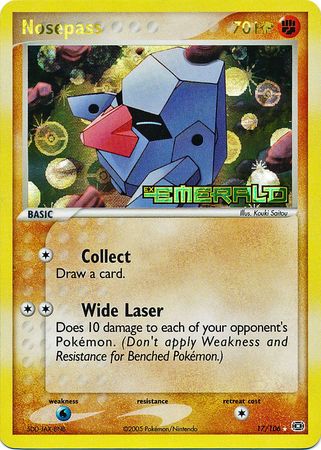 Nosepass 70 HP
EX
EMERALD
Illus. Kouki Saitou
BASIC
Collect
Draw a card.
Wide Laser
Does 10 damage to each of your opponent's
Pokémon. (Don't apply Weakness and
Resistance for Benched Pokémon.)
weakness resistance retreat cost
©2005 Pokémon/Nintendo 17/106